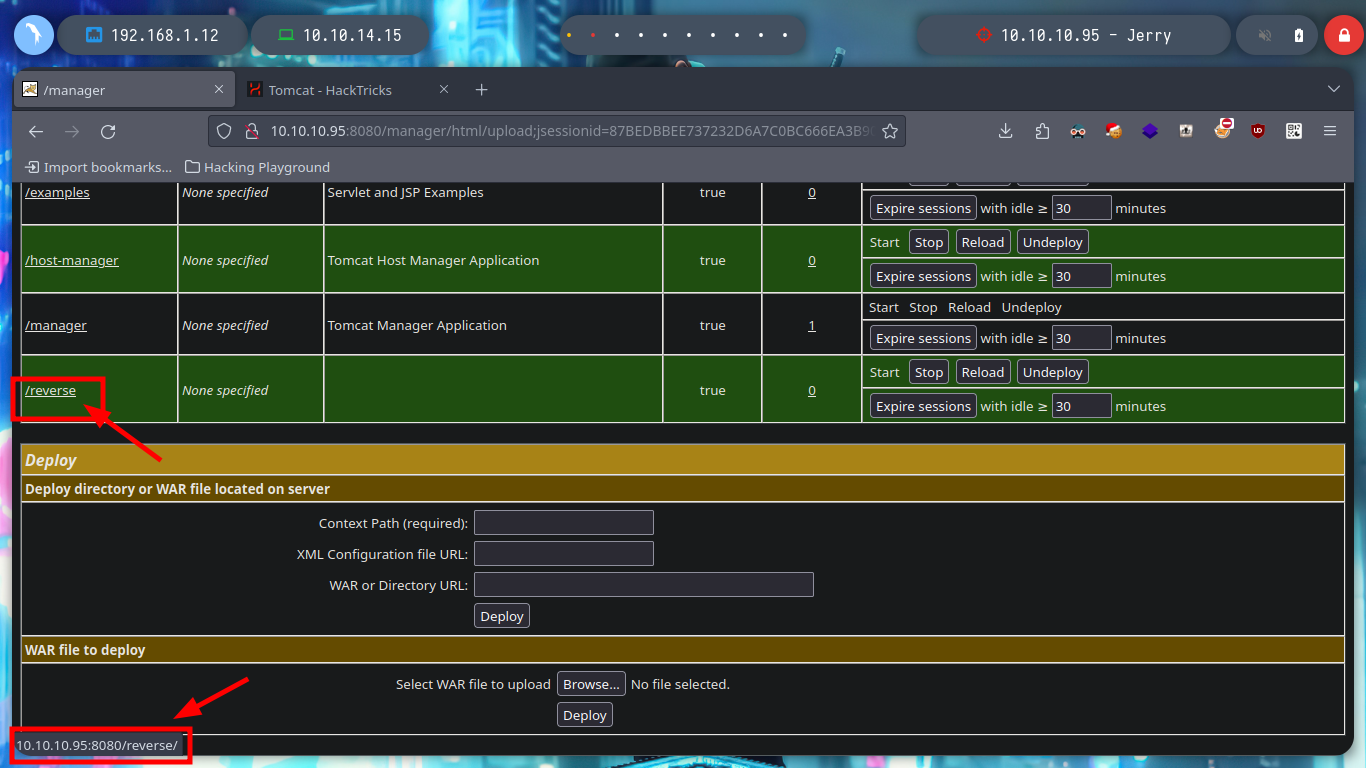 192.168.1.12 10.10.14.15 10.10.10.95 - Jerry
/manager Tomcat - HackTricks
10.10.10.95:8080/manager/html/upload;jsessionid=87BEDBBEE737232D6A7C0BC666EA3B9
Import bookmarks... Hacking Playground
/examples None specified Servlet and JSP Examples true 0
Expire sessions with idle ≥ 30 minutes
/host-manager None specified Tomcat Host Manager Application true 0
Start Stop Reload Undeploy
Expire sessions with idle ≥ 30 minutes
/manager None specified Tomcat Manager Application true 1
Start Stop Reload Undeploy
Expire sessions with idle ≥ 30 minutes
/reverse None specified true 0
Start Stop Reload Undeploy
Expire sessions with idle ≥ 30 minutes
Deploy
Deploy directory or WAR file located on server
Context Path (required):
XML Configuration file URL:
WAR or Directory URL:
Deploy
WAR file to deploy
Select WAR file to upload Browse... No file selected.
Deploy
10.10.10.95:8080/reverse/